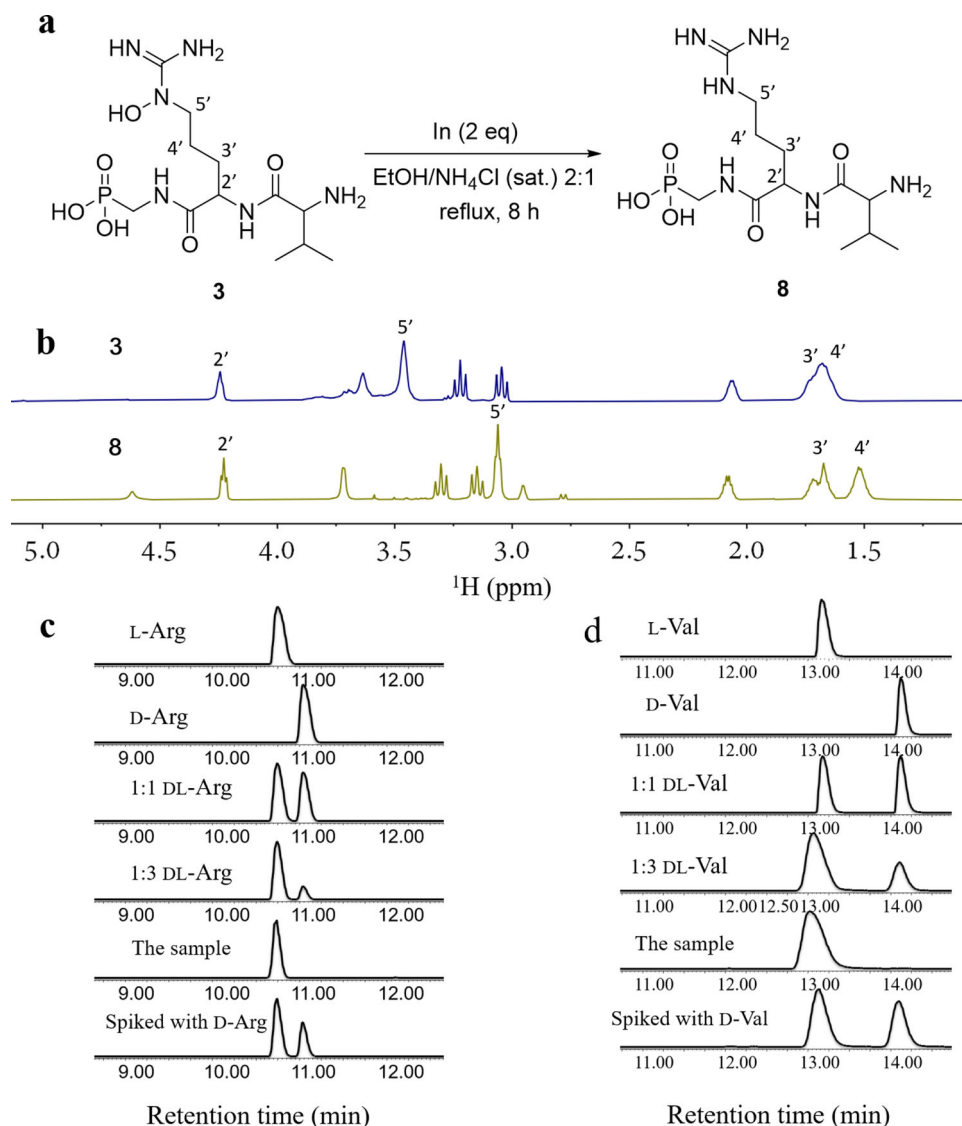 a
HN NH₂
N
HO
5′
4′
3′
O
HO P
OH
H
N
O
2′
N
H
O
NH₂
3
In (2 eq)
EtOH/NH₄Cl (sat.) 2:1
reflux, 8 h
HN NH₂
HN
5′
4′
3′
O
HO P
OH
H
N
O
2′
N
H
O
NH₂
8
b
3
2′
5′
3′
4′
8
2′
5′
3′
4′
5.0 4.5 4.0 3.5 3.0 2.5 2.0 1.5
¹H (ppm)
c
L-Arg
9.00 10.00 11.00 12.00
D-Arg
9.00 10.00 11.00 12.00
1:1 DL-Arg
9.00 10.00 11.00 12.00
1:3 DL-Arg
9.00 10.00 11.00 12.00
The sample
9.00 10.00 11.00 12.00
Spiked with D-Arg
9.00 10.00 11.00 12.00
Retention time (min)
d
L-Val
11.00 12.00 13.00 14.00
D-Val
11.00 12.00 13.00 14.00
1:1 DL-Val
11.00 12.00 13.00 14.00
1:3 DL-Val
11.00 12.00 12.50 13.00 14.00
The sample
11.00 12.00 13.00 14.00
Spiked with D-Val
11.00 12.00 13.00 14.00
Retention time (min)